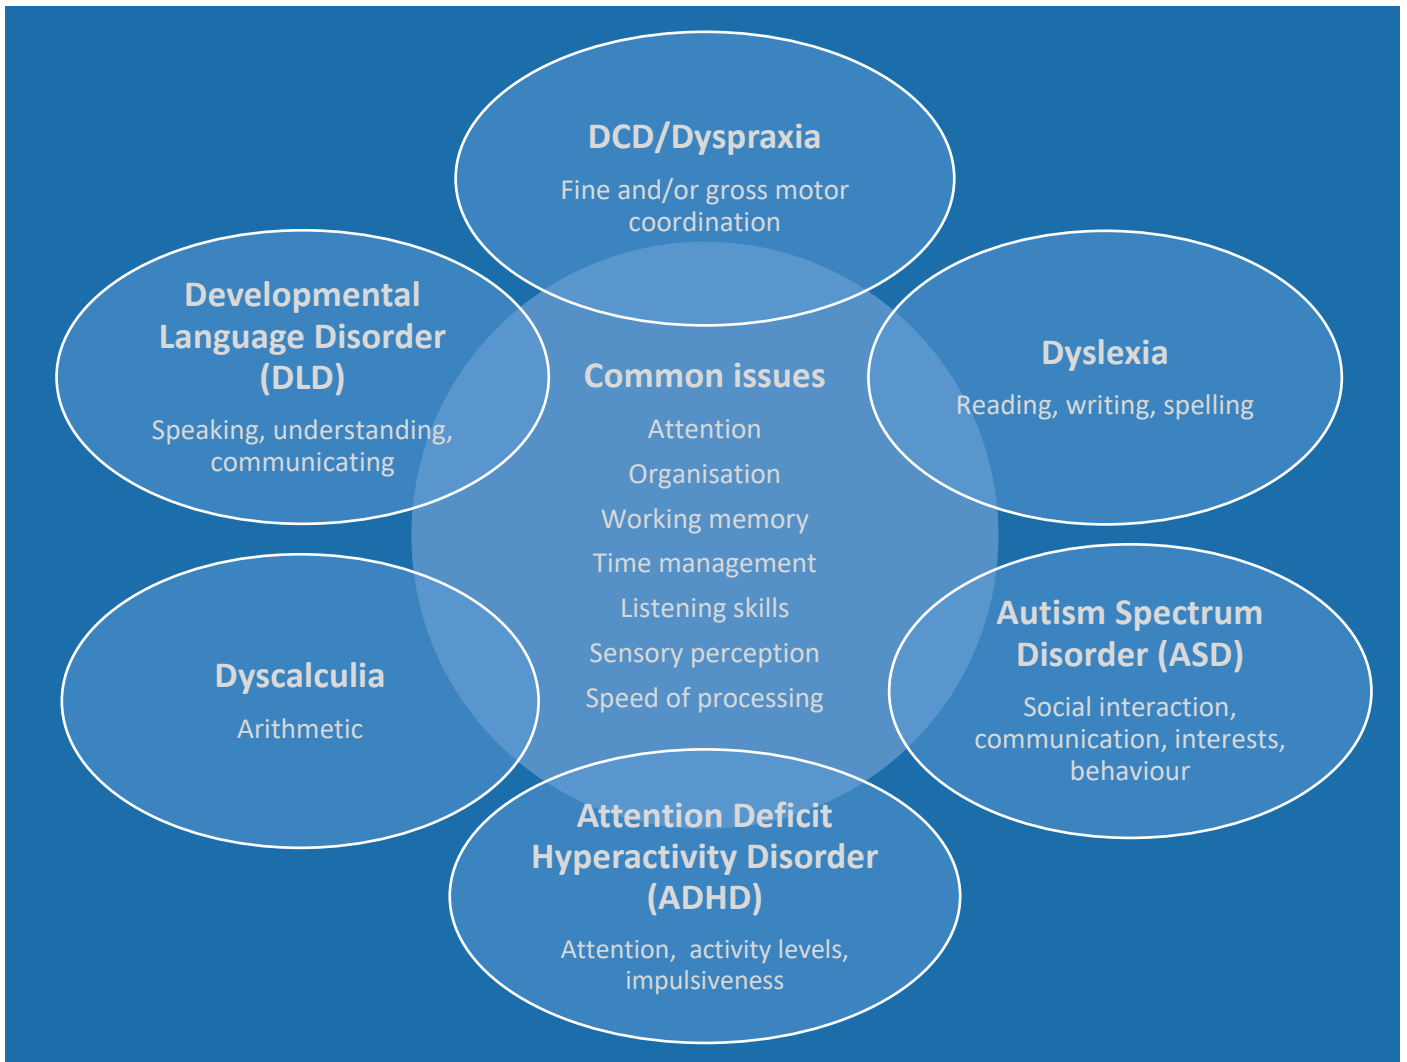 DCD/Dyspraxia
Fine and/or gross motor
coordination
Developmental
Language Disorder
(DLD)
Speaking, understanding,
communicating
Common issues
Attention
Organisation
Working memory
Time management
Listening skills
Sensory perception
Speed of processing
Dyslexia
Reading, writing, spelling
Dyscalculia
Arithmetic
Autism Spectrum
Disorder (ASD)
Social interaction,
communication, interests,
behaviour
Attention Deficit
Hyperactivity Disorder
(ADHD)
Attention,  activity levels,
impulsiveness